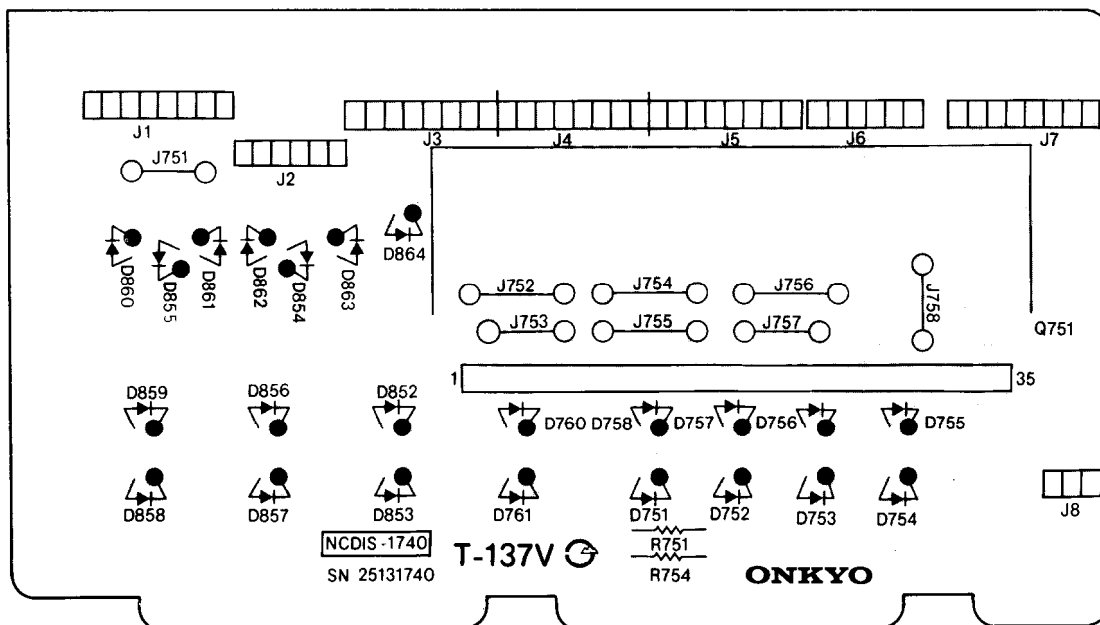 J1
J3
J4
J5
J6
J7
J751
J2
D864
D860
D855
D861
D862
D854
D863
J752
J754
J756
J758
J753
J755
J757
Q751
1
35
D859
D856
D852
D760
D758
D757
D756
D755
D858
D857
D853
D761
D751
D752
D753
D754
J8
NCDIS-1740
T-137V
R751
SN 25131740
R754
ONKYO